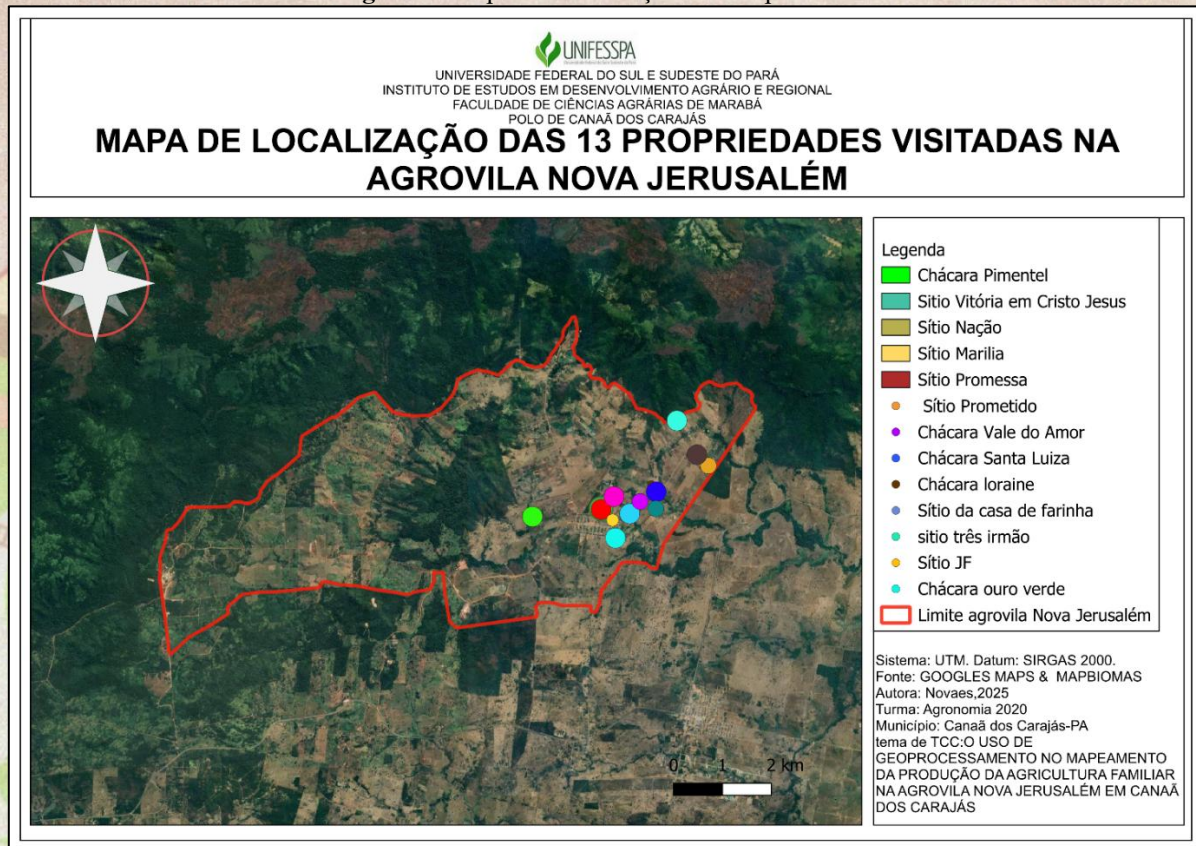 UNIFESSPA
UNIVERSIDADE FEDERAL DO SUL E SUDESTE DO PARÁ
INSTITUTO DE ESTUDOS EM DESENVOLVIMENTO AGRÁRIO E REGIONAL
FACULDADE DE CIÊNCIAS AGRÁRIAS DE MARABÁ
POLO DE CANAÃ DOS CARAJÁS
MAPA DE LOCALIZAÇÃO DAS 13 PROPRIEDADES VISITADAS NA
AGROVILA NOVA JERUSALÉM
Legenda
Chácara Pimentel
Sitio Vitória em Cristo Jesus
Sítio Nação
Sítio Marilia
Sítio Promessa
Sítio Prometido
Chácara Vale do Amor
Chácara Santa Luiza
Chácara loraine
Sítio da casa de farinha
sitio três irmão
Sítio JF
Chácara ouro verde
Limite agrovila Nova Jerusalém
Sistema: UTM. Datum: SIRGAS 2000.
Fonte: GOOGLES MAPS & MAPBIOMAS
Autora: Novaes,2025
Turma: Agronomia 2020
Município: Canaã dos Carajás-PA
tema de TCC:O USO DE
GEOPROCESSAMENTO NO MAPEAMENTO
DA PRODUÇÃO DA AGRICULTURA FAMILIAR
NA AGROVILA NOVA JERUSALÉM EM CANAÃ
DOS CARAJÁS
0 1 2 km